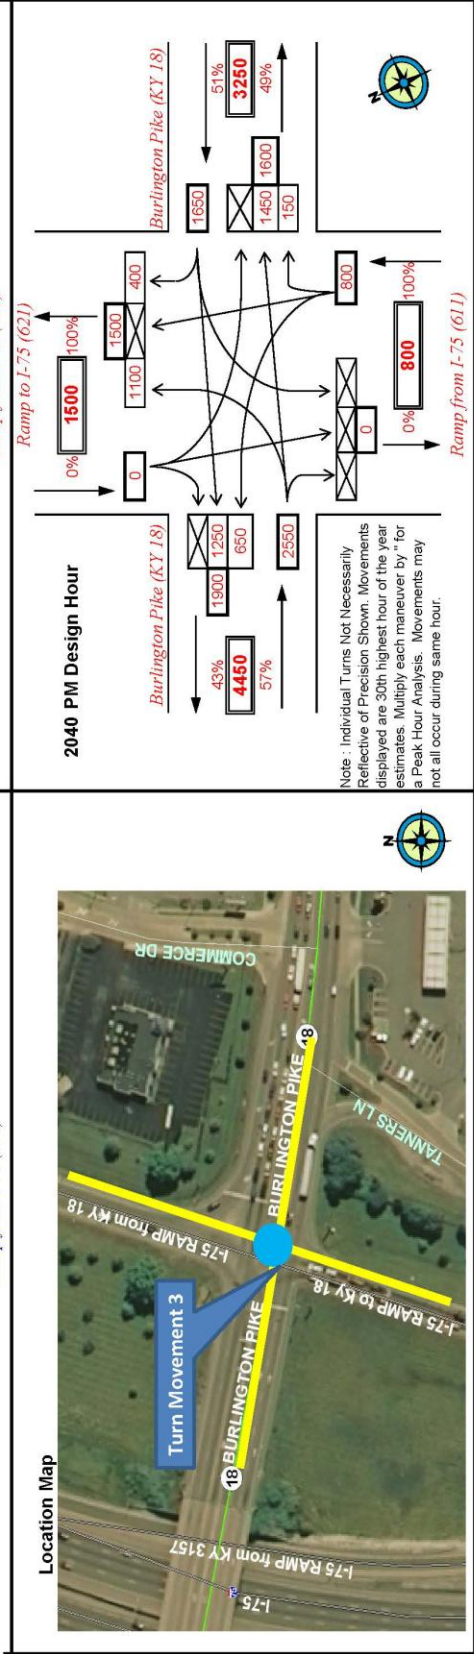 Location Map
Turn Movement 3
18
BURLINGTON PIKE
BURLINGTON PIKE
18
I-75 RAMP from KY 18
I-75 RAMP to KY 18
COMMERCE DR
TANNERS LN
I-75
I-75 RAMP from KY 3157
N
Ramp to I-75 (621)
2040 PM Design Hour
0%
1500
100%
0
1100
1500
400
Burlington Pike (KY 18)
Burlington Pike (KY 18)
1900
1250
650
43%
4450
57%
2550
1650
51%
3250
49%
1450
1600
150
800
0
0%
800
100%
Ramp from I-75 (611)
Note : Individual Turns Not Necessarily
Reflective of Precision Shown. Movements
displayed are 30th highest hour of the year
estimates. Multiply each maneuver by " for
a Peak Hour Analysis. Movements may
not all occur during same hour.
N